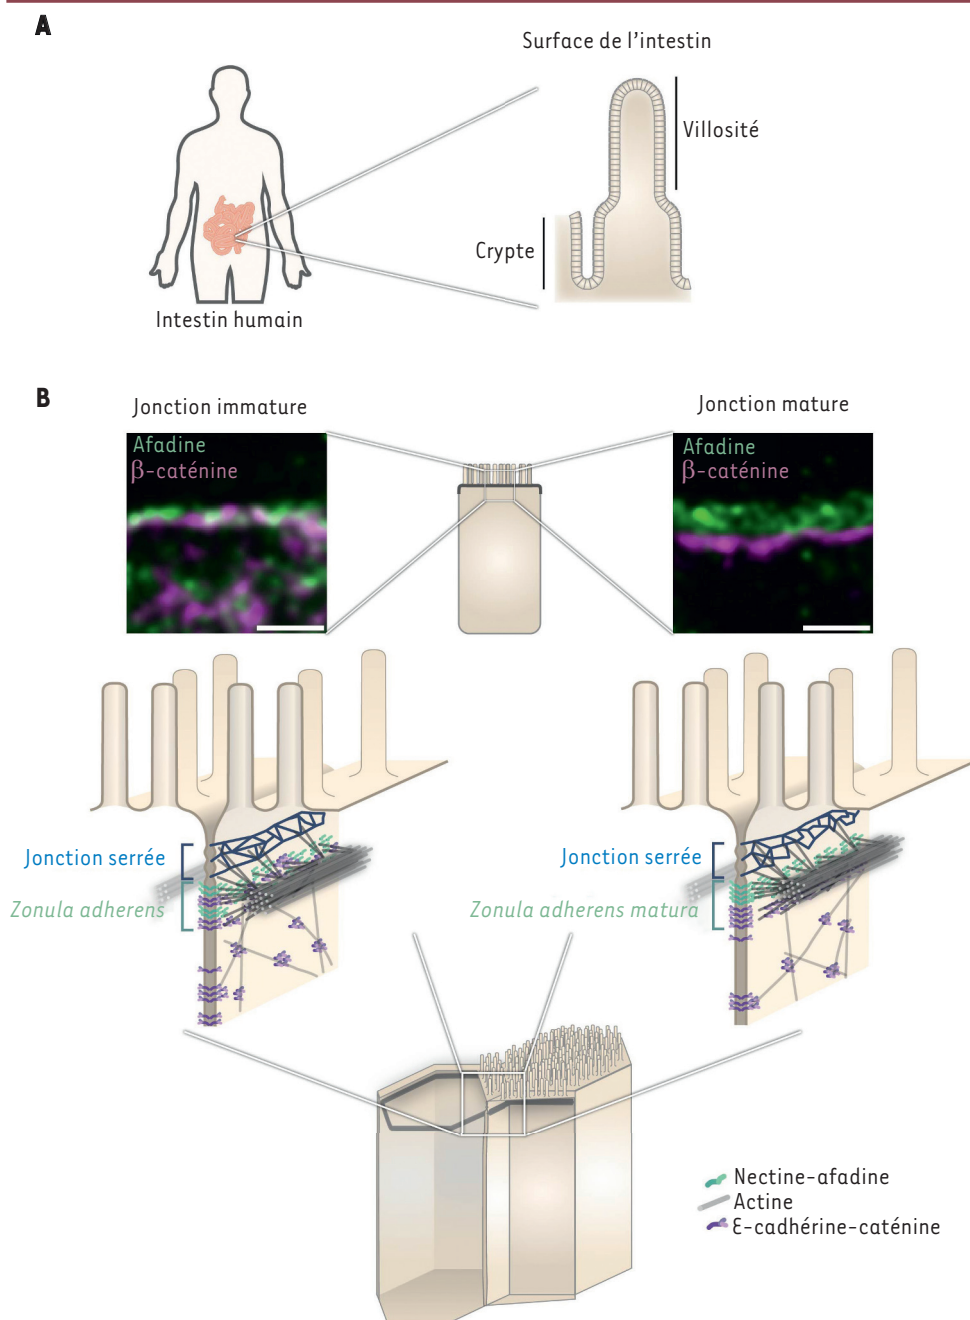 A
Surface de l’intestin
Villosité
Crypte
Intestin humain
B
Jonction immature
Jonction mature
Afadine
β-caténine
Afadine
β-caténine
Jonction serrée
Zonula adherens
Jonction serrée
Zonula adherens matura
Nectine-afadine
Actine
E-cadhérine-caténine